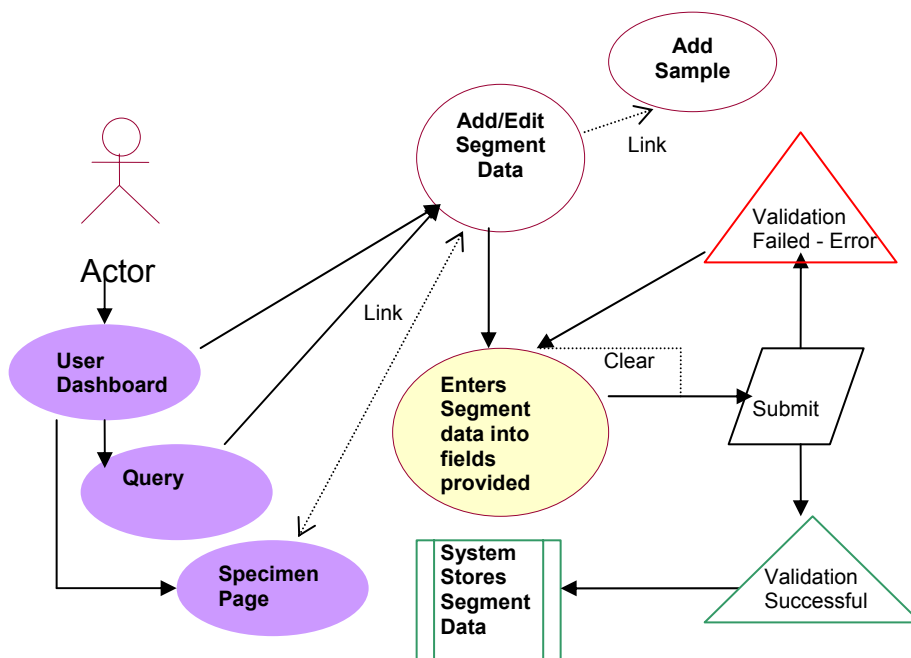 Add
Sample
Add/Edit
Segment
Data
Link
Validation
Failed - Error
Actor
Link
User
Dashboard
Clear
Enters
Segment
data into
fields
provided
Submit
Query
System
Stores
Segment
Data
Specimen
Page
Validation
Successful